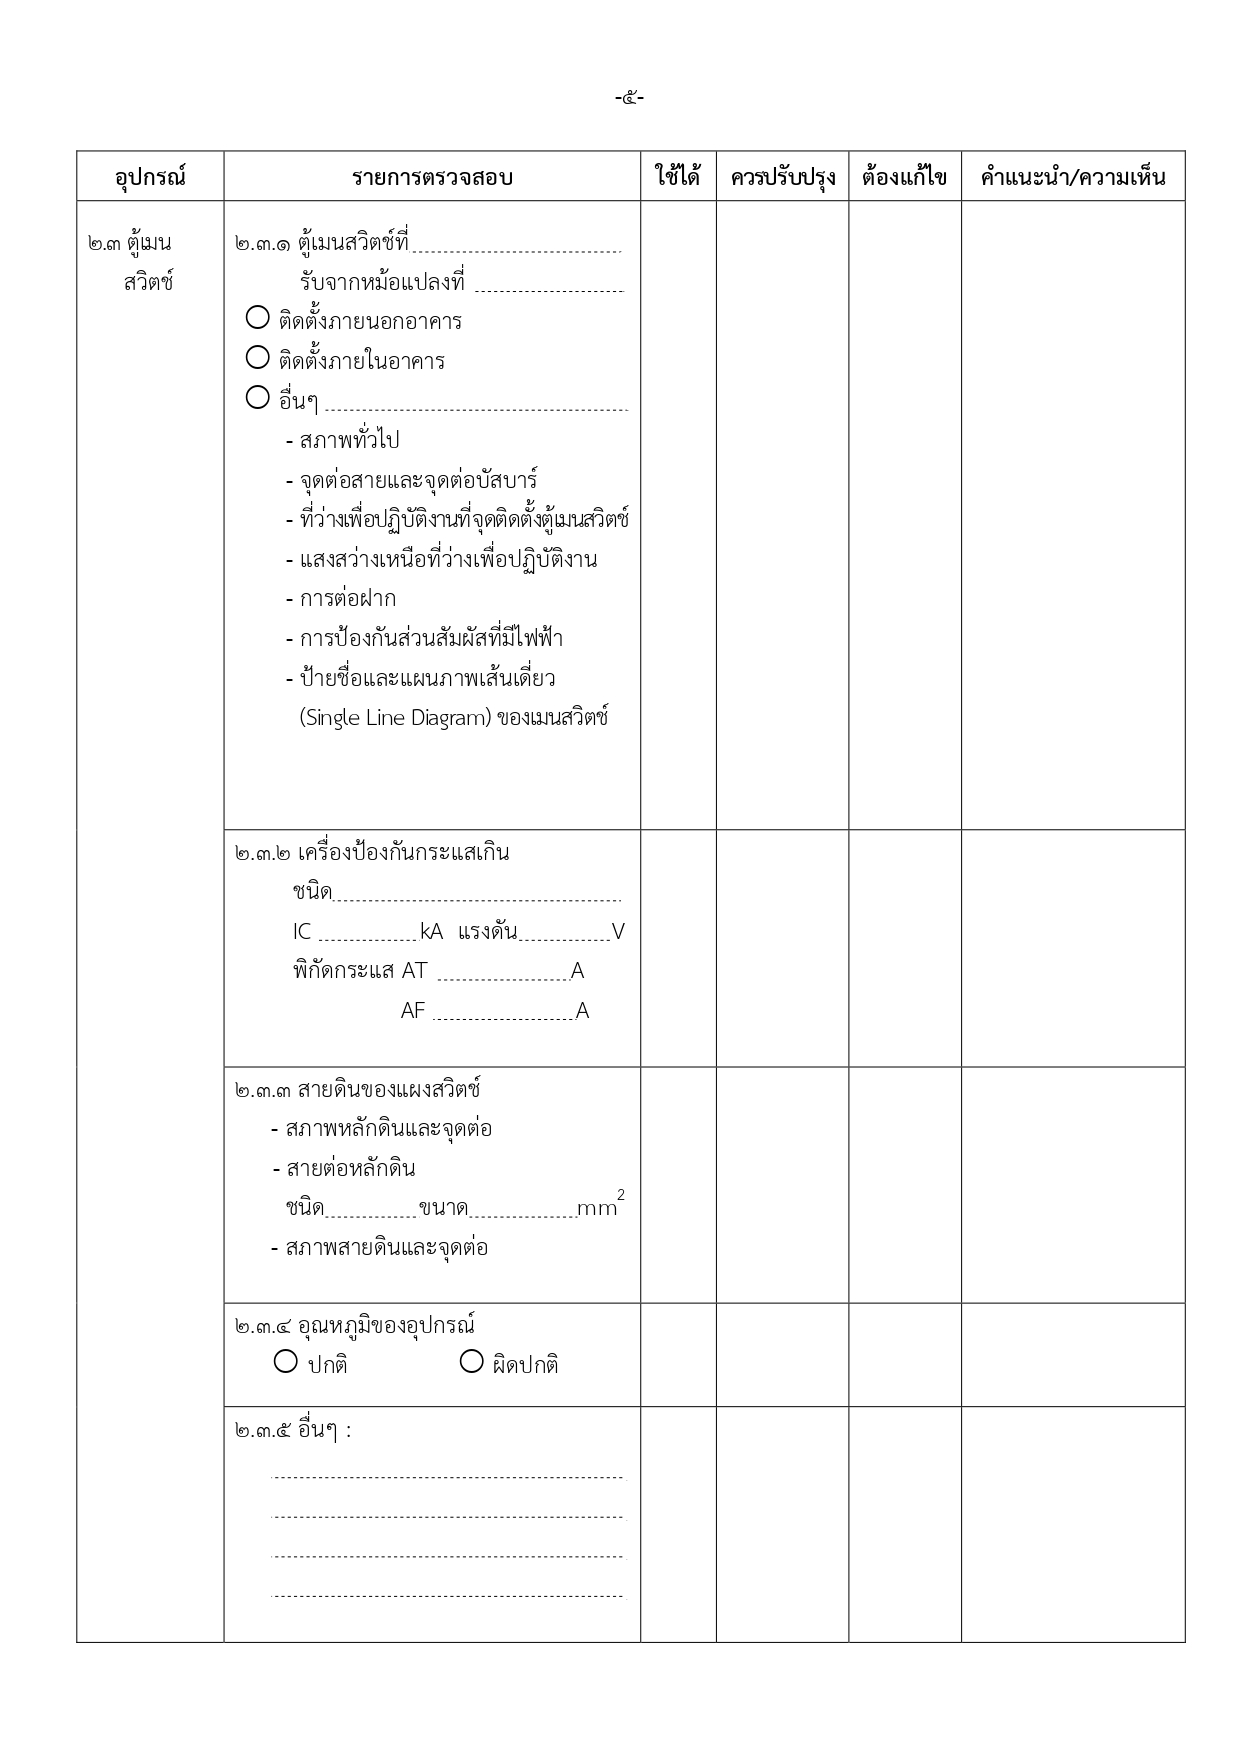 -๕-
อุปกรณ์ รายการตรวจสอบ ใช้ได้ ควรปรับปรุง ต้องแก้ไข คำแนะนำ/ความเห็น
๒.๓ ตู้เมน
สวิตช์
๒.๓.๑ ตู้เมนสวิตช์ที่
รับจากหม้อแปลงที่
ติดตั้งภายนอกอาคาร
ติดตั้งภายในอาคาร
อื่นๆ
- สภาพทั่วไป
- จุดต่อสายและจุดต่อบัสบาร์
- ที่ว่างเพื่อปฏิบัติงานที่จุดติดตั้งตู้เมนสวิตช์
- แสงสว่างเหนือที่ว่างเพื่อปฏิบัติงาน
- การต่อฝาก
- การป้องกันส่วนสัมผัสที่มีไฟฟ้า
- ป้ายชื่อและแผนภาพเส้นเดี่ยว
(Single Line Diagram) ของเมนสวิตช์
๒.๓.๒ เครื่องป้องกันกระแสเกิน
ชนิด
IC kA แรงดัน V
พิกัดกระแส AT A
AF A
๒.๓.๓ สายดินของแผงสวิตช์
- สภาพหลักดินและจุดต่อ
- สายต่อหลักดิน
ชนิด ขนาด mm²
- สภาพสายดินและจุดต่อ
๒.๓.๔ อุณหภูมิของอุปกรณ์
ปกติ ผิดปกติ
๒.๓.๕ อื่นๆ :